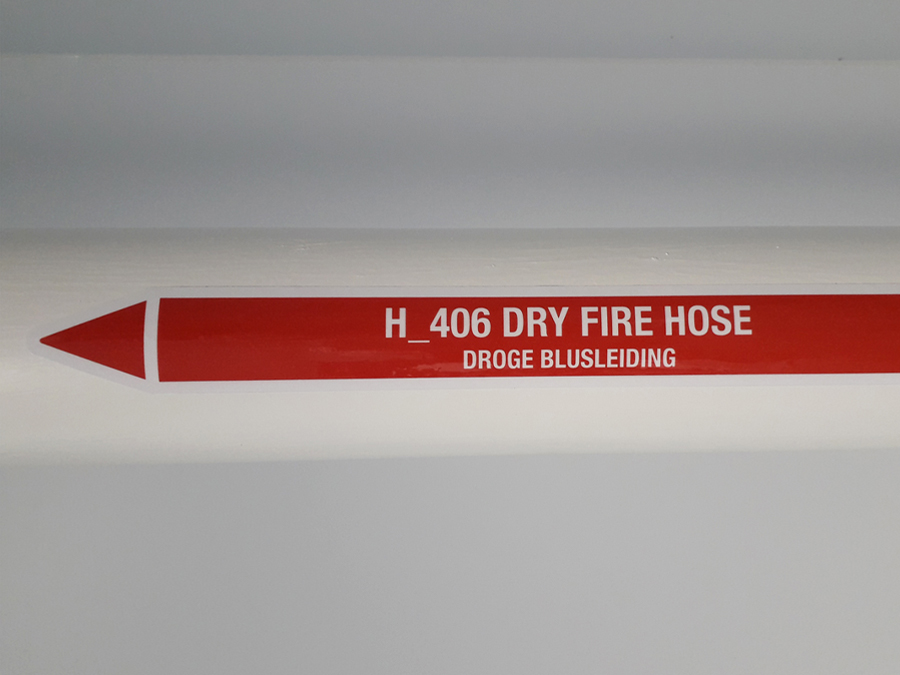 H_406 DRY FIRE HOSE
DROGE BLUSLEIDING